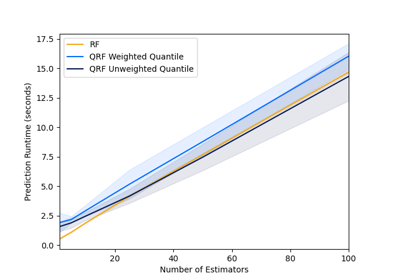 17.5
15.0
12.5
10.0
7.5
5.0
2.5
0.0
Prediction Runtime (seconds)
RF
QRF Weighted Quantile
QRF Unweighted Quantile
20
40
60
80
100
Number of Estimators